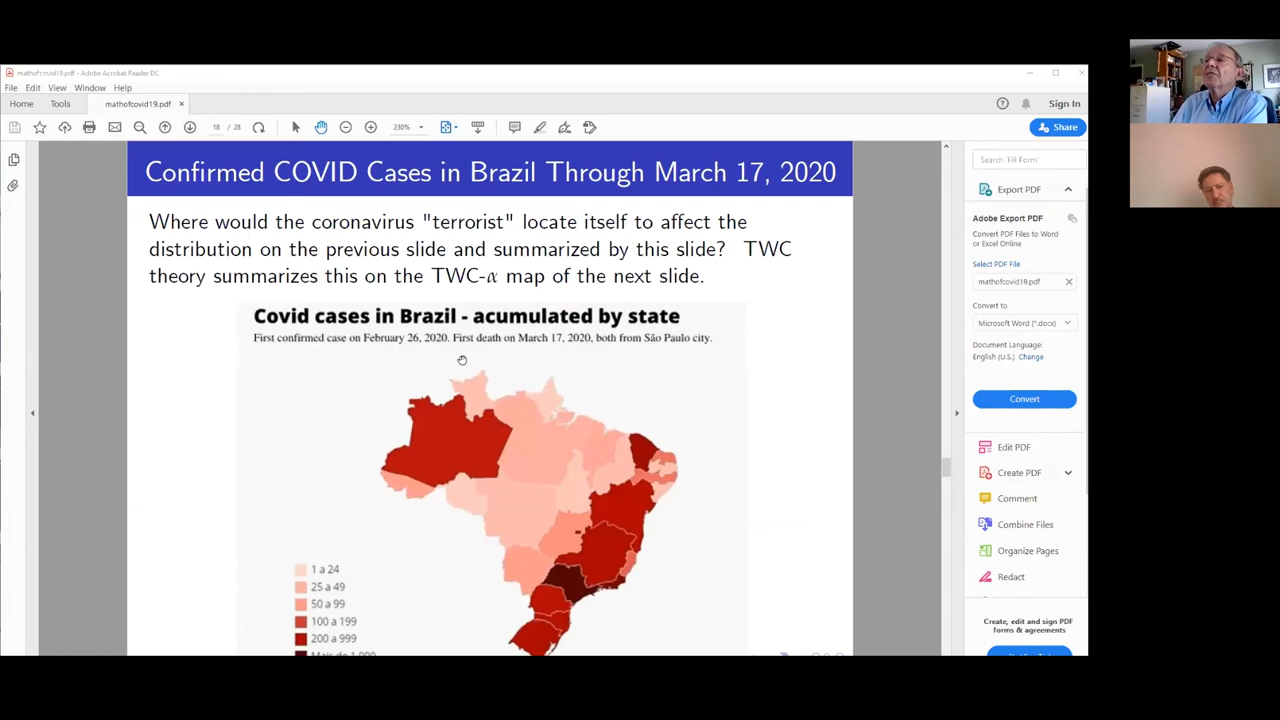 mathofcovid19.pdf - Adobe Acrobat Reader DC
File Edit View Window Help
Home Tools mathofcovid19.pdf × Sign In
18 / 28 230% Share
Confirmed COVID Cases in Brazil Through March 17, 2020
Where would the coronavirus "terrorist" locate itself to affect the
distribution on the previous slide and summarized by this slide? TWC
theory summarizes this on the TWC-α map of the next slide.
Covid cases in Brazil - acumulated by state
First confirmed case on February 26, 2020. First death on March 17, 2020, both from São Paulo city.
1 a 24
25 a 49
50 a 99
100 a 199
200 a 999
Mais de 1.000
Search 'Fill Form'
Export PDF
Adobe Export PDF
Convert PDF Files to Word
or Excel Online
Select PDF File
mathofcovid19.pdf ×
Convert to
Microsoft Word (*.docx)
Document Language:
English (U.S.) Change
Convert
Edit PDF
Create PDF
Comment
Combine Files
Organize Pages
Redact
Create, edit and sign PDF
forms & agreements